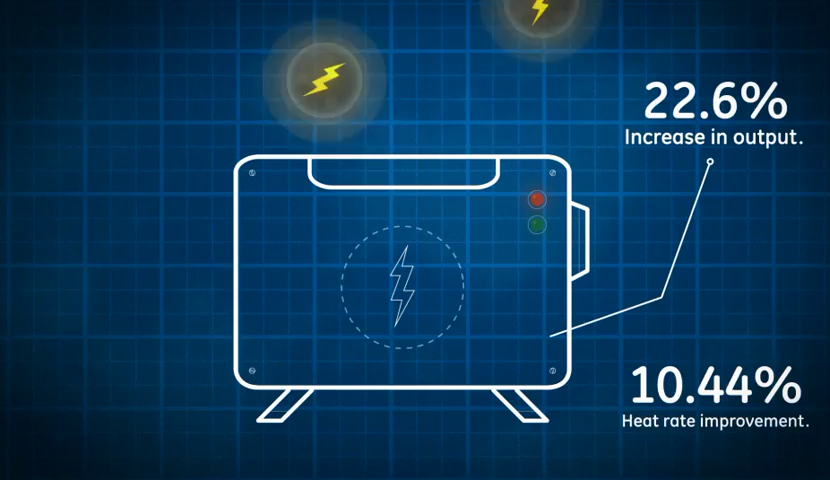 22.6%
Increase in output.
10.44%
Heat rate improvement.